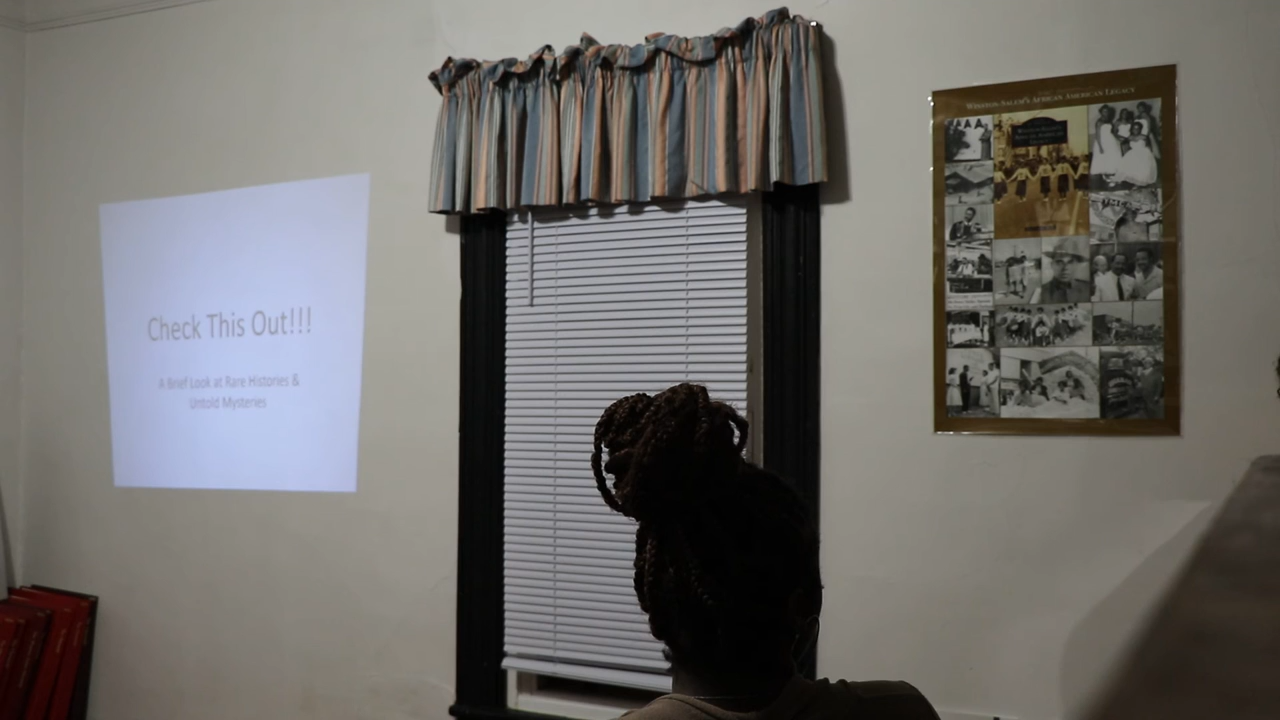 Check This Out!!!
A Brief Look at Rare Histories &
Untold Mysteries
WINSTON-SALEM'S AFRICAN AMERICAN LEGACY